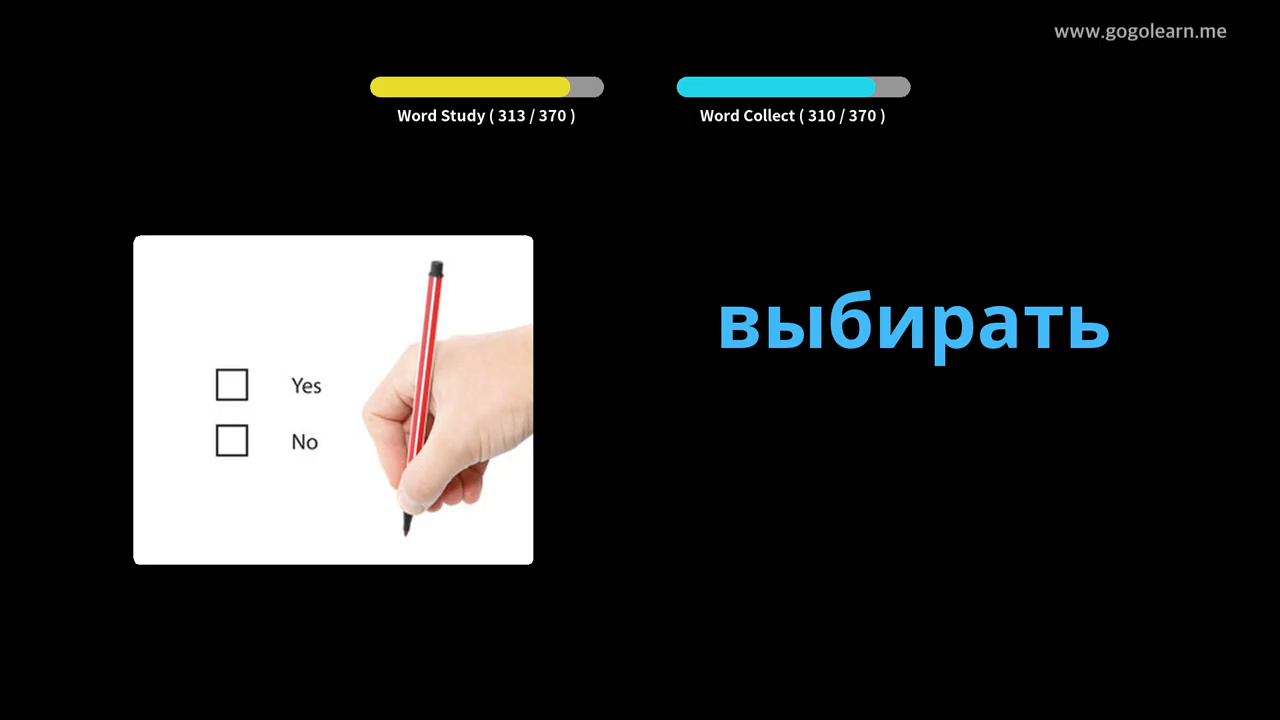 www.gogolearn.me
Word Study ( 313 / 370 )
Word Collect ( 310 / 370 )
выбирать
Yes
No